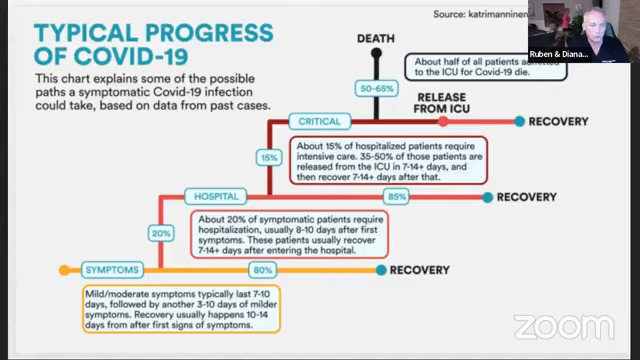 Source: katrimanninen
TYPICAL PROGRESS
OF COVID-19
This chart explains some of the possible
paths a symptomatic Covid-19 infection
could take, based on data from past cases.
Ruben & Diana...
DEATH
About half of all patients admitted
to the ICU for Covid-19 die.
50-65%
RELEASE
FROM ICU
CRITICAL
RECOVERY
15%
About 15% of hospitalized patients require
intensive care. 35-50% of those patients are
released from the ICU in 7-14+ days, and
then recover 7-14+ days after that.
HOSPITAL
85%
RECOVERY
20%
About 20% of symptomatic patients require
hospitalization, usually 8-10 days after first
symptoms. These patients usually recover
7-14+ days after entering the hospital.
SYMPTOMS
80%
RECOVERY
Mild/moderate symptoms typically last 7-10
days, followed by another 3-10 days of milder
symptoms. Recovery usually happens 10-14
days from after first signs of symptoms.
zoom